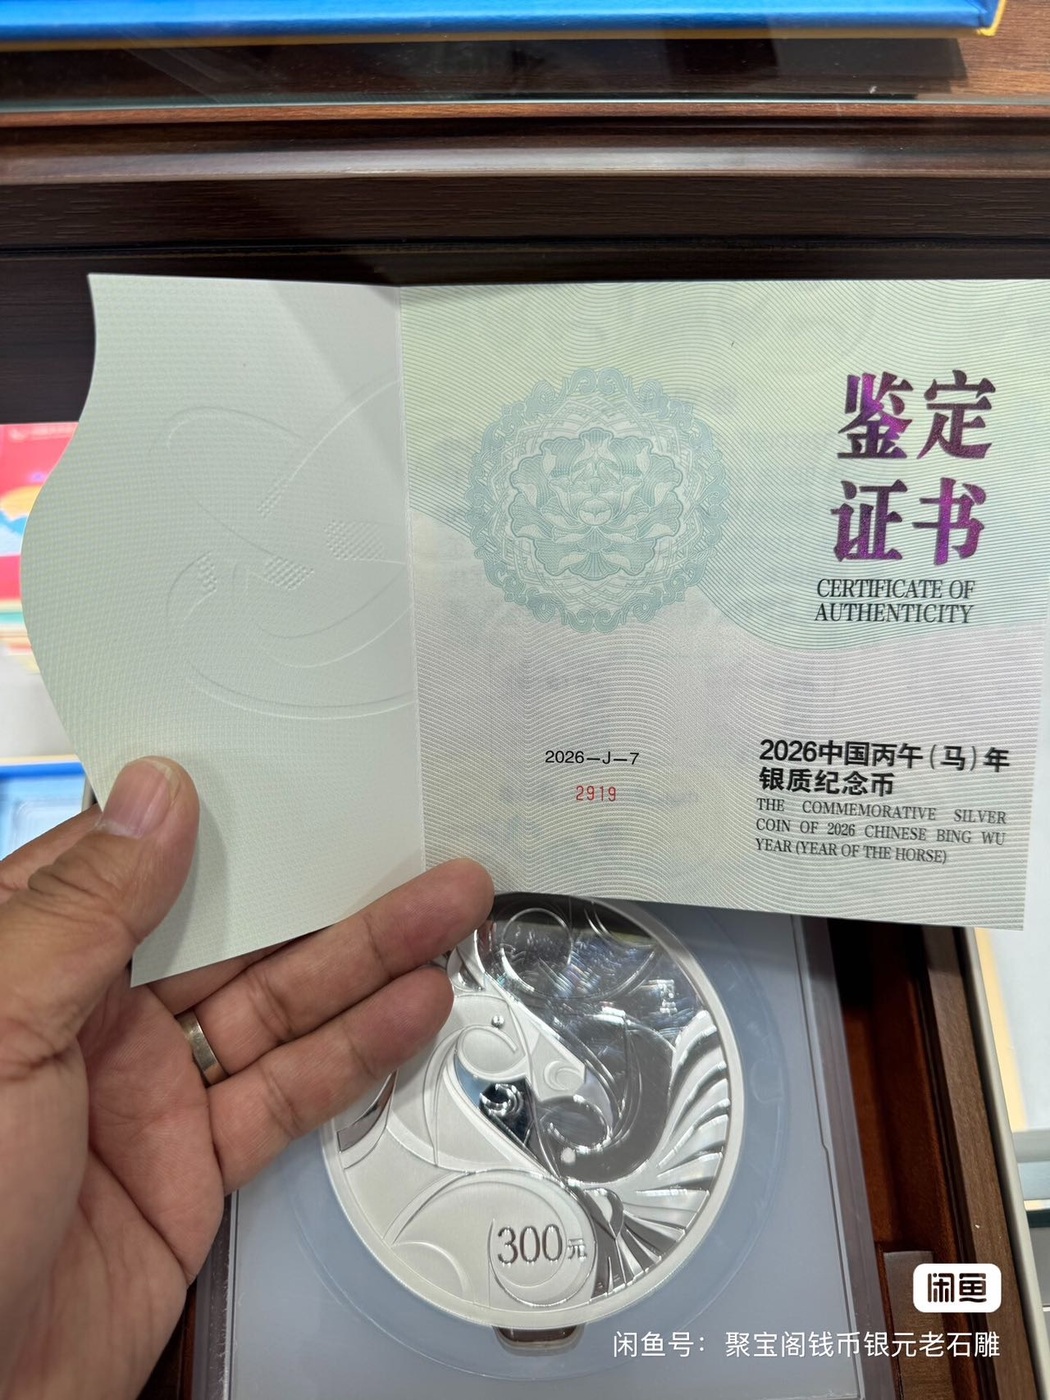 鉴定
证书
CERTIFICATE OF
AUTHENTICITY
2026—J—7
2919
2026中国丙午(马)年
银质纪念币
THE COMMEMORATIVE SILVER
COIN OF 2026 CHINESE BING WU
YEAR (YEAR OF THE HORSE)
300元
闲鱼
闲鱼号：聚宝阁钱币银元老石雕